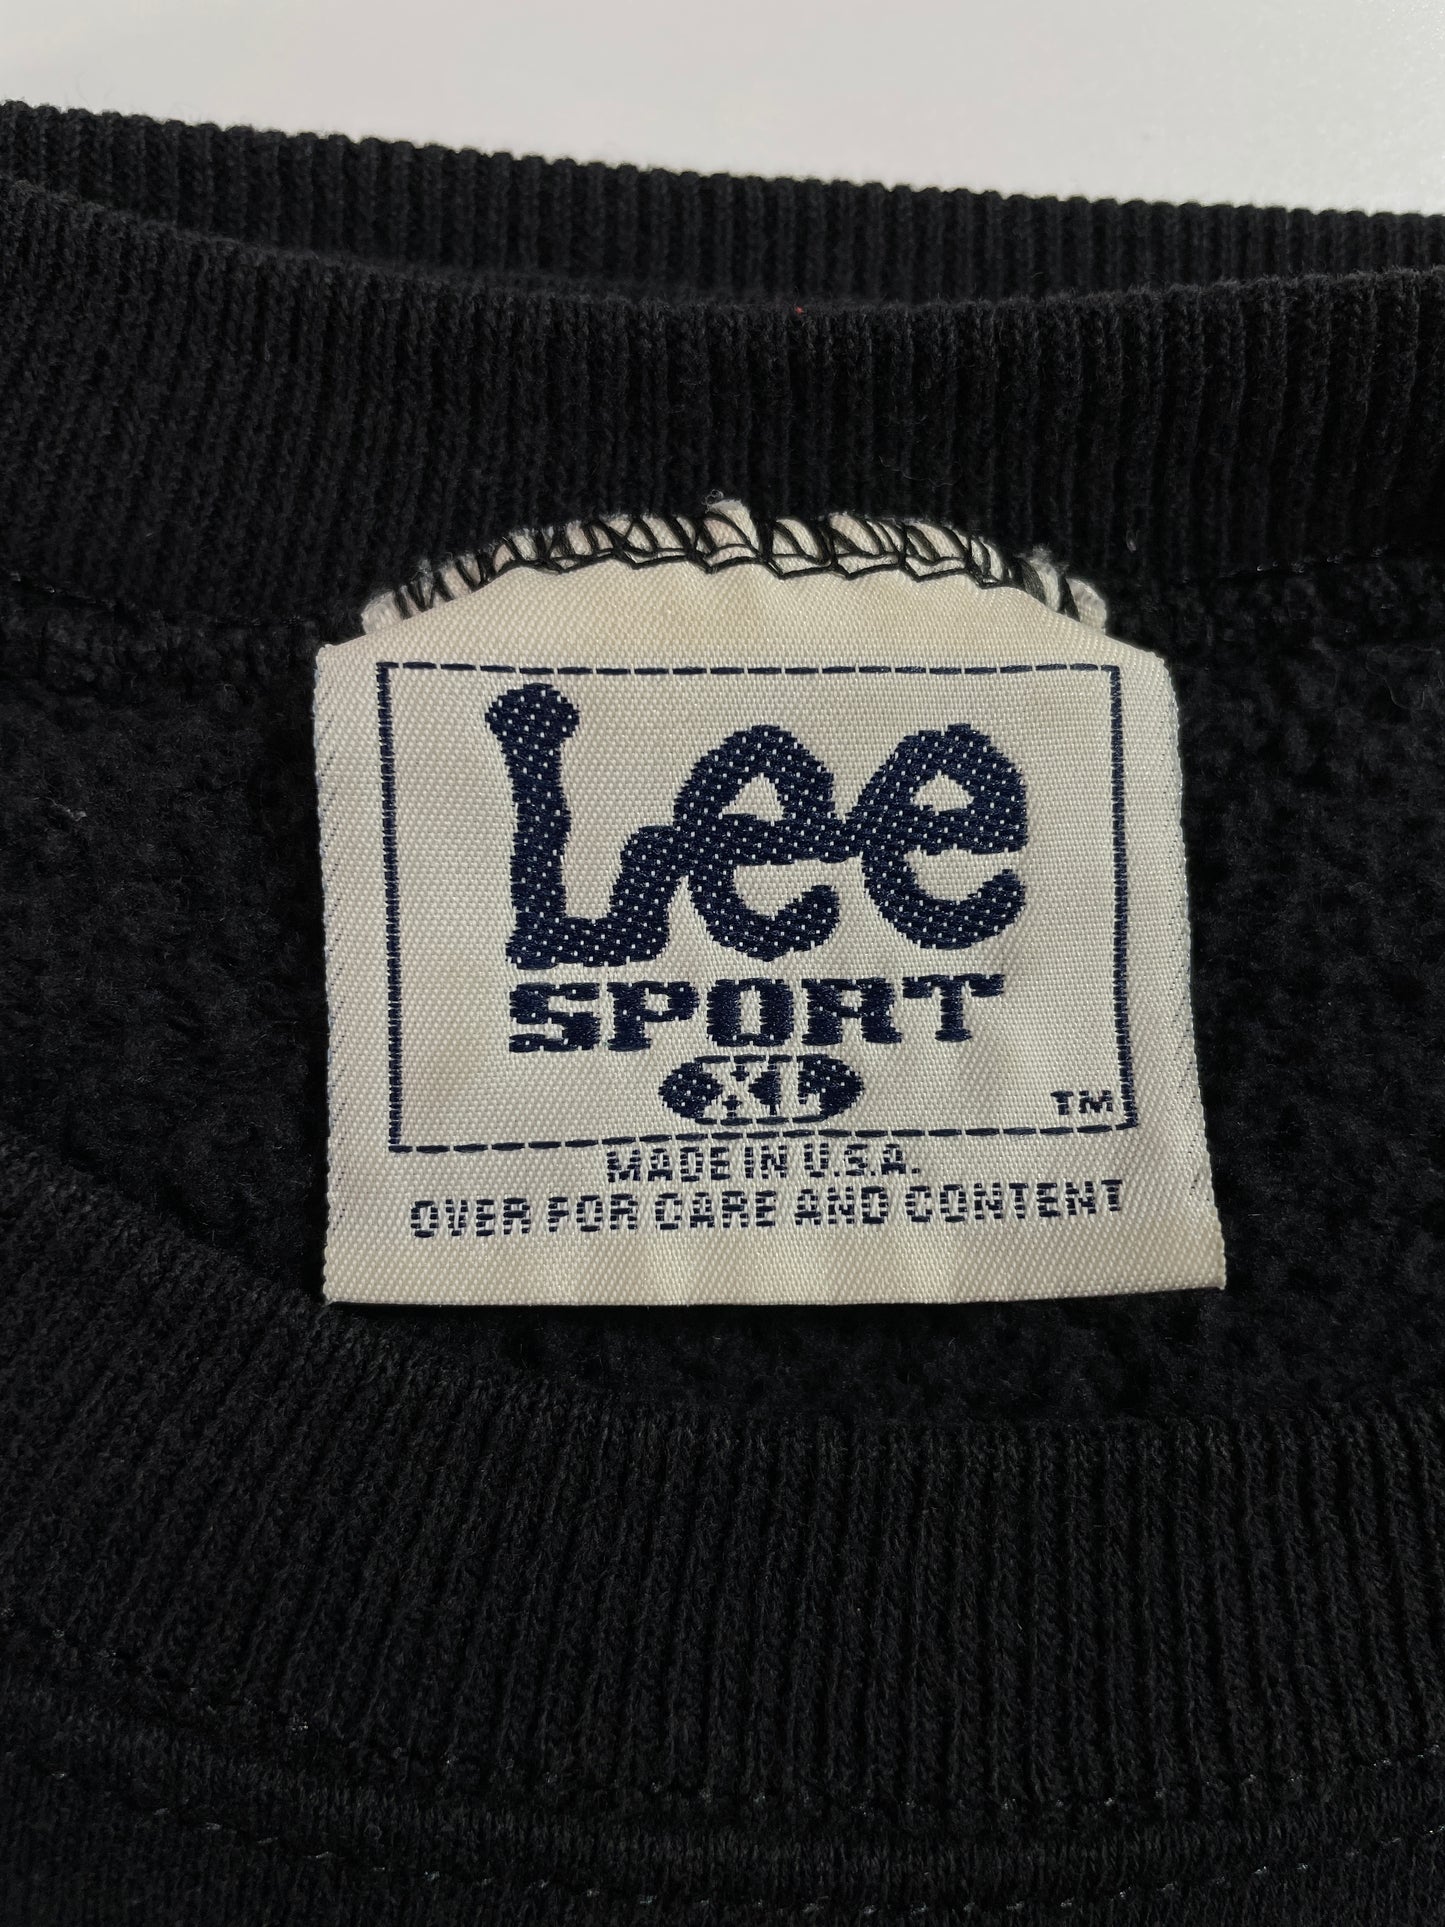 Lee
SPORT
XL
TM
MADE IN U.S.A.
OVER FOR CARE AND CONTENT